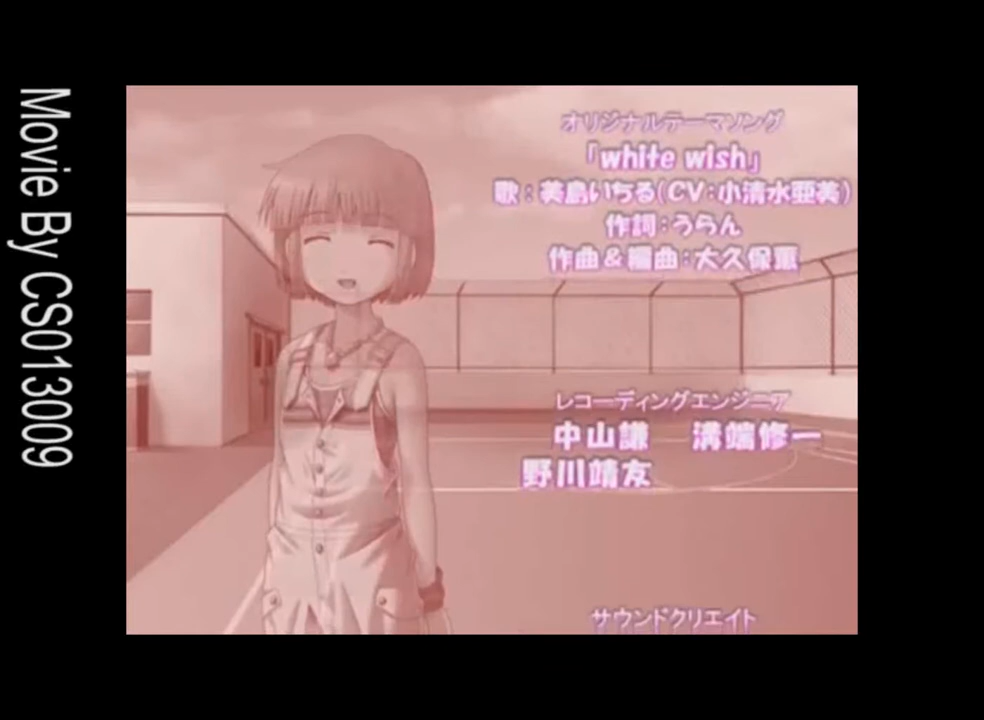 Movie By CS013009
オリジナルテーマソング
「white wish」
歌：美島いちる（CV：小清水亜美）
作詞：うらん
作曲＆編曲：大久保薫
レコーディングエンジニア
中山謙　溝端修一
野川靖友
サウンドクリエイト